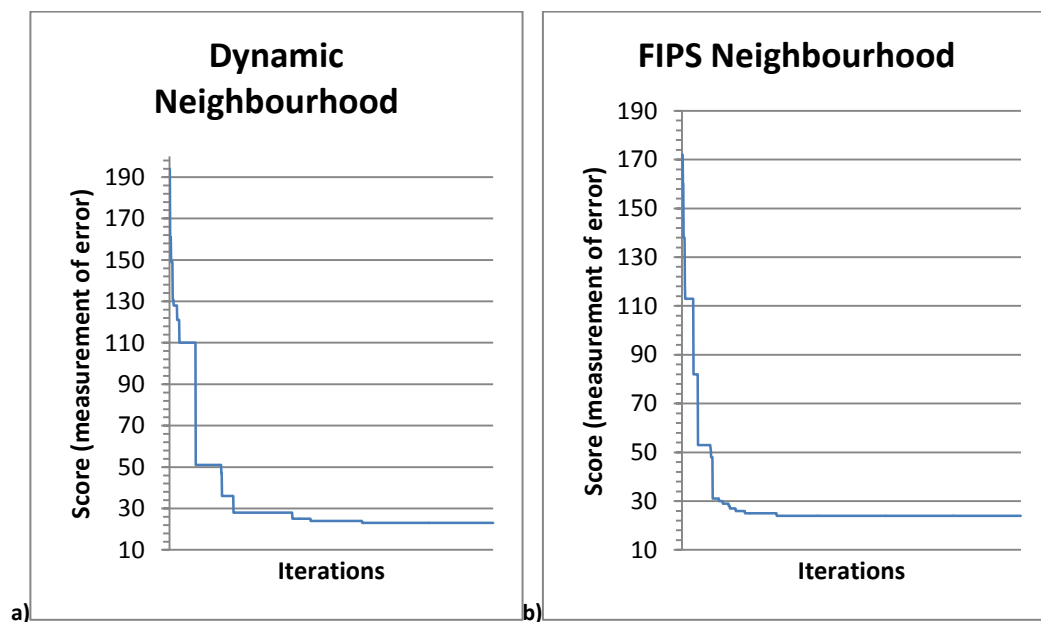 Dynamic
Neighbourhood
Score (measurement of error)
190
170
150
130
110
90
70
50
30
10
Iterations
a)
FIPS Neighbourhood
Score (measurement of error)
190
170
150
130
110
90
70
50
30
10
Iterations
b)